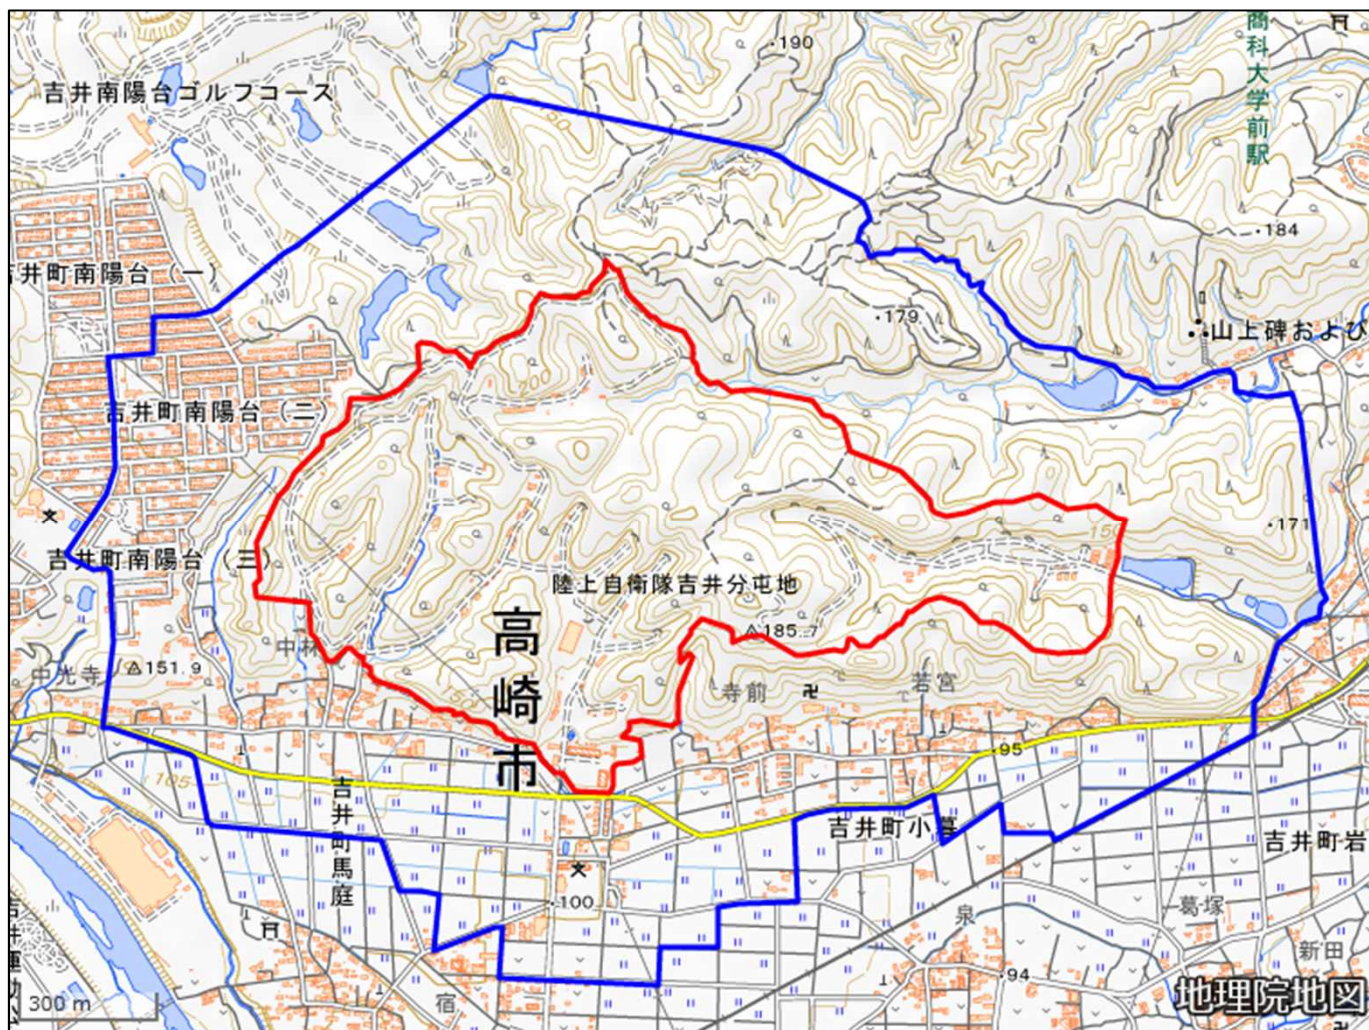 ・190
商科大学前駅
吉井南陽台ゴルフコース
・184
吉井町南陽台(一)
・179
山上碑および
700
吉井町南陽台(二)
150
・171
吉井町南陽台(三)
陸上自衛隊吉井分屯地
高崎市
185.7
中林
中光寺
151.9
寺前
若宮
・95
105
吉井町馬庭
吉井町小暮
吉井町岩
・100
泉
葛塚
新田
・94
宿
300 m
地理院地図